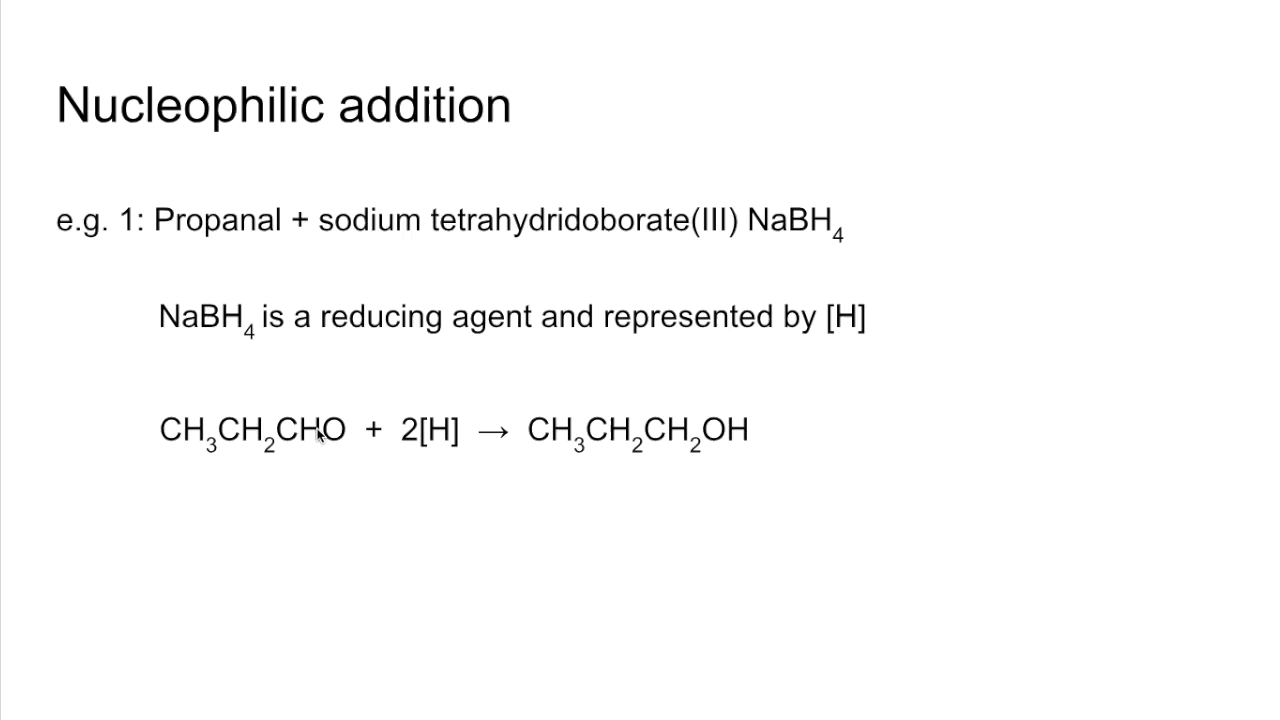 Nucleophilic addition
e.g. 1: Propanal + sodium tetrahydridoborate(III) NaBH₄
NaBH₄ is a reducing agent and represented by [H]
CH₃CH₂CHO + 2[H] → CH₃CH₂CH₂OH